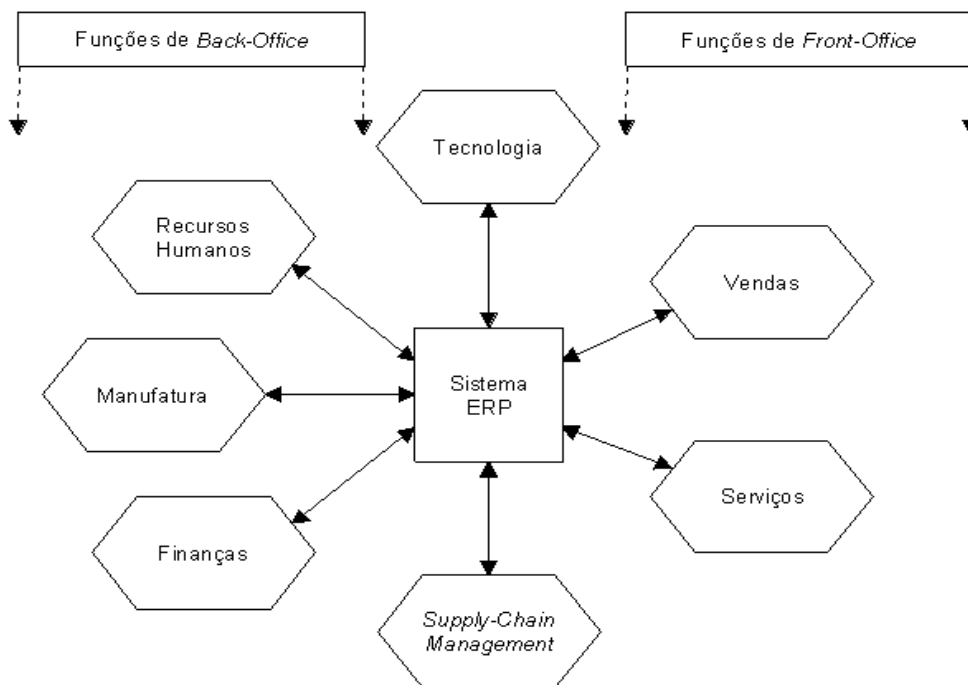 Funções de Back-Office
Funções de Front-Office
Tecnologia
Recursos
Humanos
Vendas
Manufatura
Sistema
ERP
Serviços
Finanças
Supply-Chain
Management